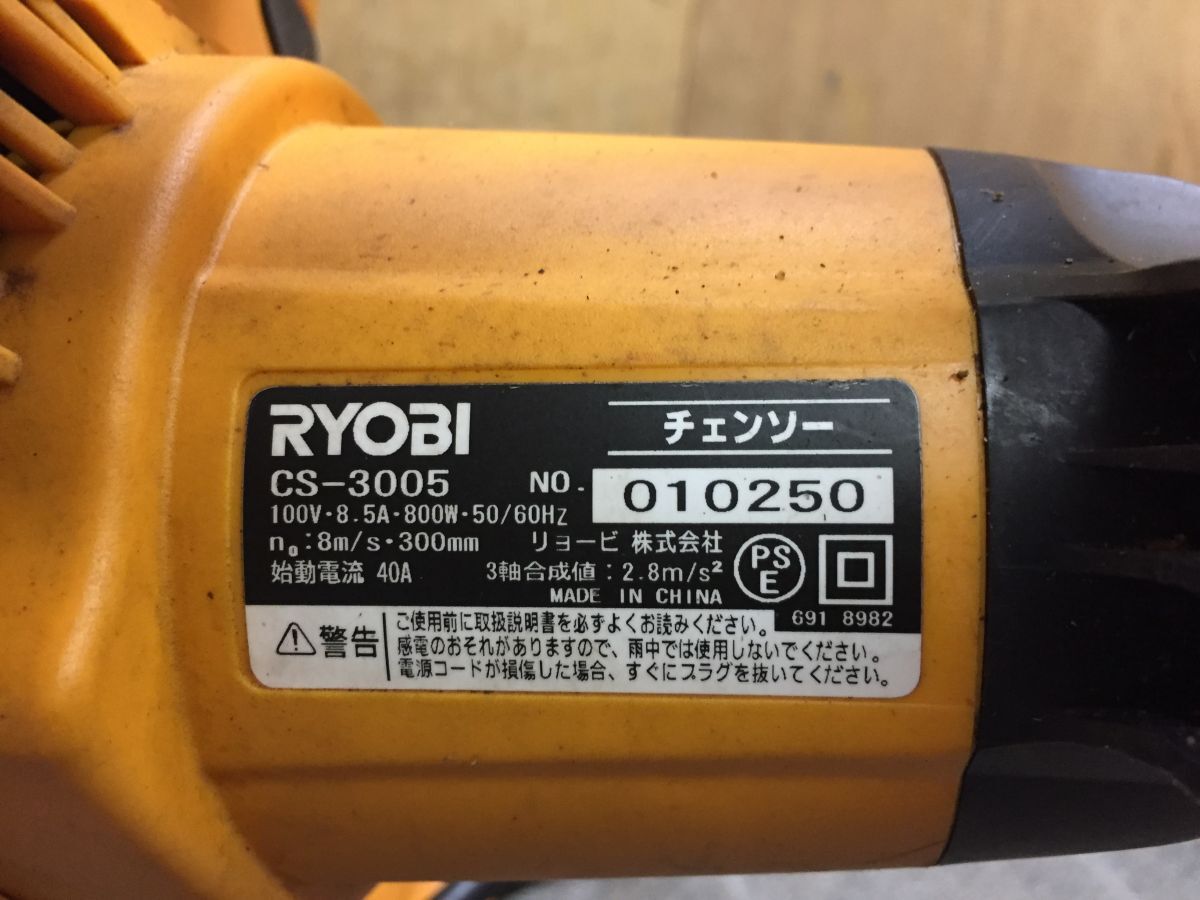 RYOBI
チェンソー
CS-3005 NO. 010250
100V・8.5A・800W・50/60Hz
n₀:8m/s・300mm リョービ 株式会社
始動電流 40A 3軸合成値:2.8m/s²
PS
E
MADE IN CHINA
691 8982
警告
ご使用前に取扱説明書を必ずよくお読みください。
感電のおそれがありますので、雨中では使用しないでください。
電源コードが損傷した場合、すぐにプラグを抜いてください。